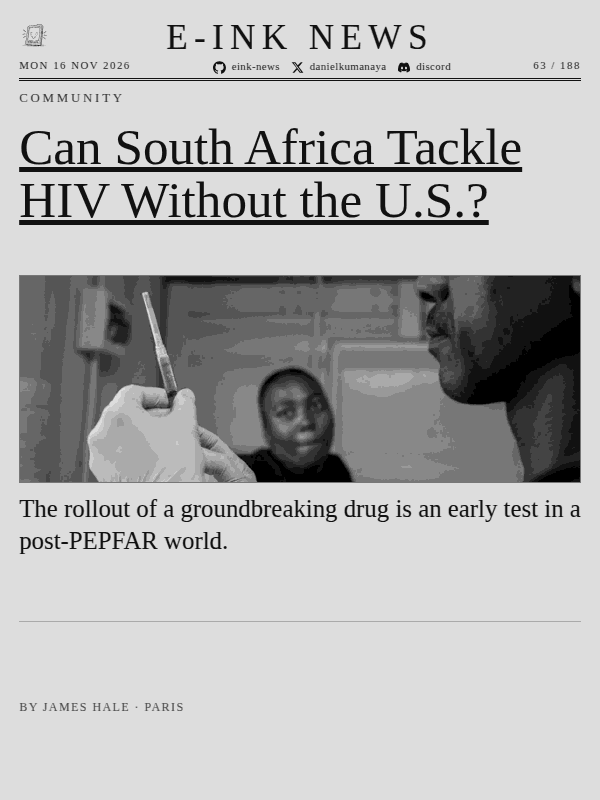 E-INK NEWS
MON 16 NOV 2026
eink-news danielkumanaya discord
63 / 188
COMMUNITY
Can South Africa Tackle
HIV Without the U.S.?
The rollout of a groundbreaking drug is an early test in a
post-PEPFAR world.
BY JAMES HALE · PARIS